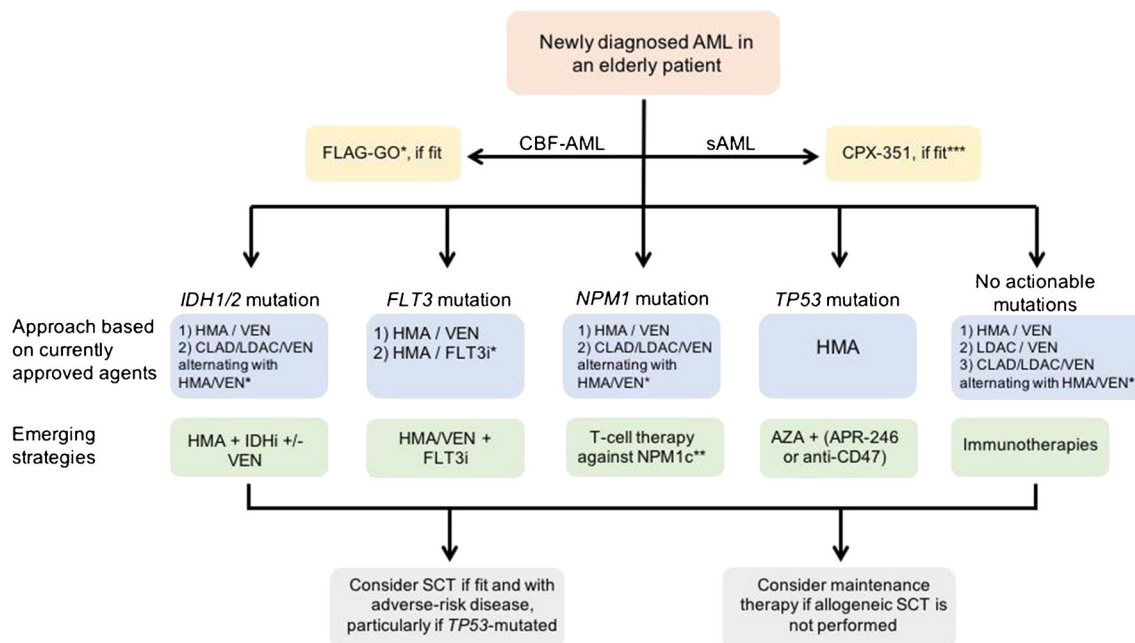 Newly diagnosed AML in
an elderly patient
FLAG-GO*, if fit
CBF-AML
sAML
CPX-351, if fit***
IDH1/2 mutation
FLT3 mutation
NPM1 mutation
TP53 mutation
No actionable
mutations
Approach based
on currently
approved agents
1) HMA / VEN
2) CLAD/LDAC/VEN
alternating with
HMA/VEN*
1) HMA / VEN
2) HMA / FLT3i*
1) HMA / VEN
2) CLAD/LDAC/VEN
alternating with
HMA/VEN*
HMA
1) HMA / VEN
2) LDAC / VEN
3) CLAD/LDAC/VEN
alternating with HMA/VEN*
Emerging
strategies
HMA + IDHi +/-
VEN
HMA/VEN +
FLT3i
T-cell therapy
against NPM1c**
AZA + (APR-246
or anti-CD47)
Immunotherapies
Consider SCT if fit and with
adverse-risk disease,
particularly if TP53-mutated
Consider maintenance
therapy if allogeneic SCT is
not performed